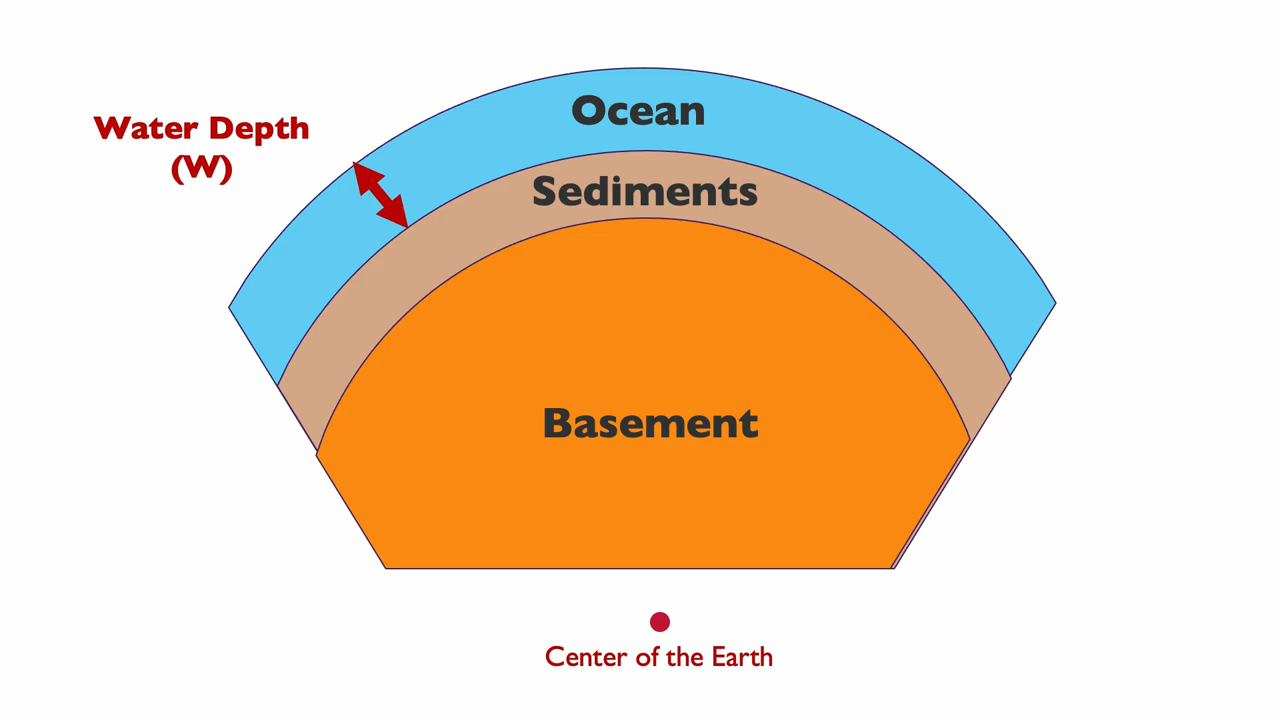 Ocean
Water Depth
(W)
Sediments
Basement
Center of the Earth